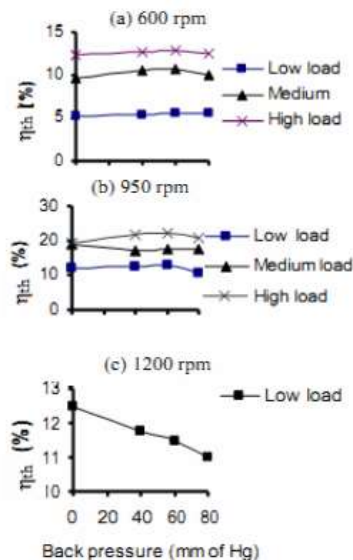 (a) 600 rpm
15
10
5
0
ηth (%)
Low load
Medium
High load
(b) 950 rpm
30
20
10
0
ηth (%)
Low load
Medium load
High load
(c) 1200 rpm
13
12
12
11
11
ηth (%)
Low load
0 20 40 60 80
Back pressure (mm of Hg)